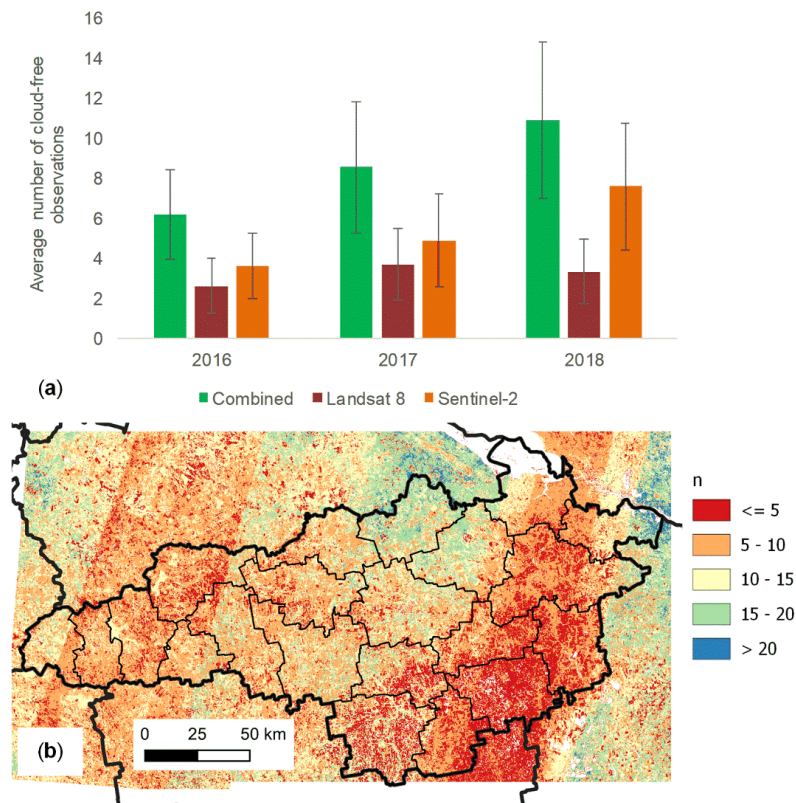 16
14
12
10
8
6
4
2
0
Average number of cloud-free
observations
2016 2017 2018
(a)
Combined Landsat 8 Sentinel-2
n
<= 5
5 - 10
10 - 15
15 - 20
> 20
0 25 50 km
(b)